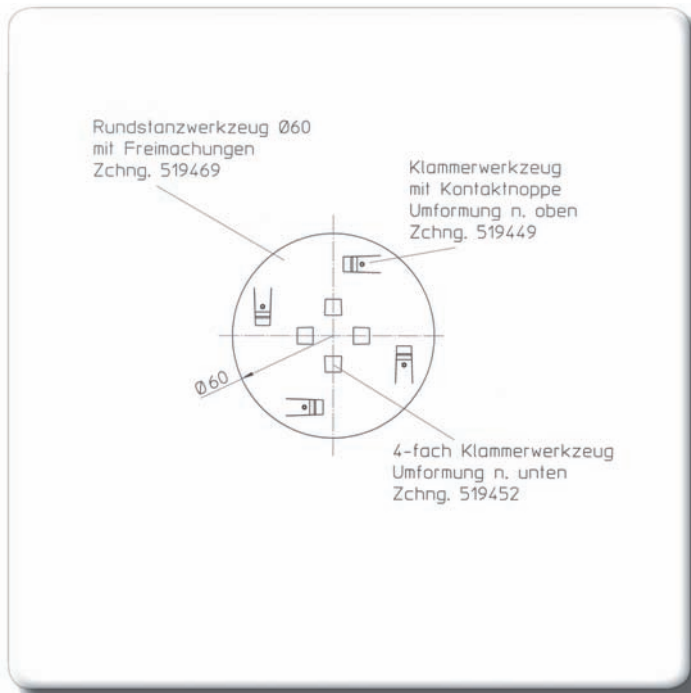 Rundstanzwerkzeug Ø60
mit Freimachungen
Zchng. 519469
Klammerwerkzeug
mit Kontaktnoppe
Umformung n. oben
Zchng. 519449
Ø60
4-fach Klammerwerkzeug
Umformung n. unten
Zchng. 519452